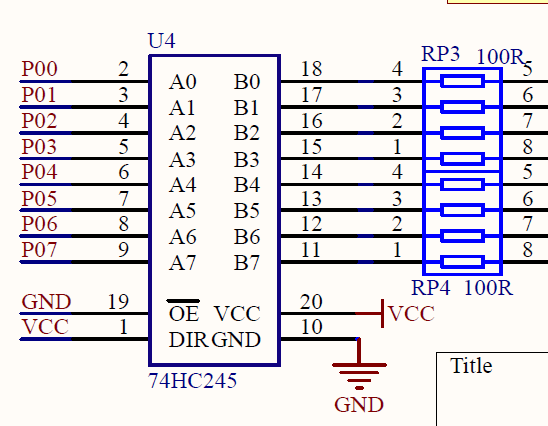 U4
RP3 100R
P00 2 A0 B0 18 4 5
P01 3 A1 B1 17 3 6
P02 4 A2 B2 16 2 7
P03 5 A3 B3 15 1 8
P04 6 A4 B4 14 4 5
P05 7 A5 B5 13 3 6
P06 8 A6 B6 12 2 7
P07 9 A7 B7 11 1 8
RP4 100R
GND 19 OE VCC 20 VCC
VCC 1 DIR GND 10
74HC245
GND
Title